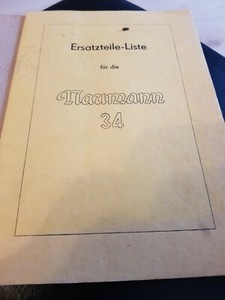 Ersatzteile-Liste
für die
Naumann
34